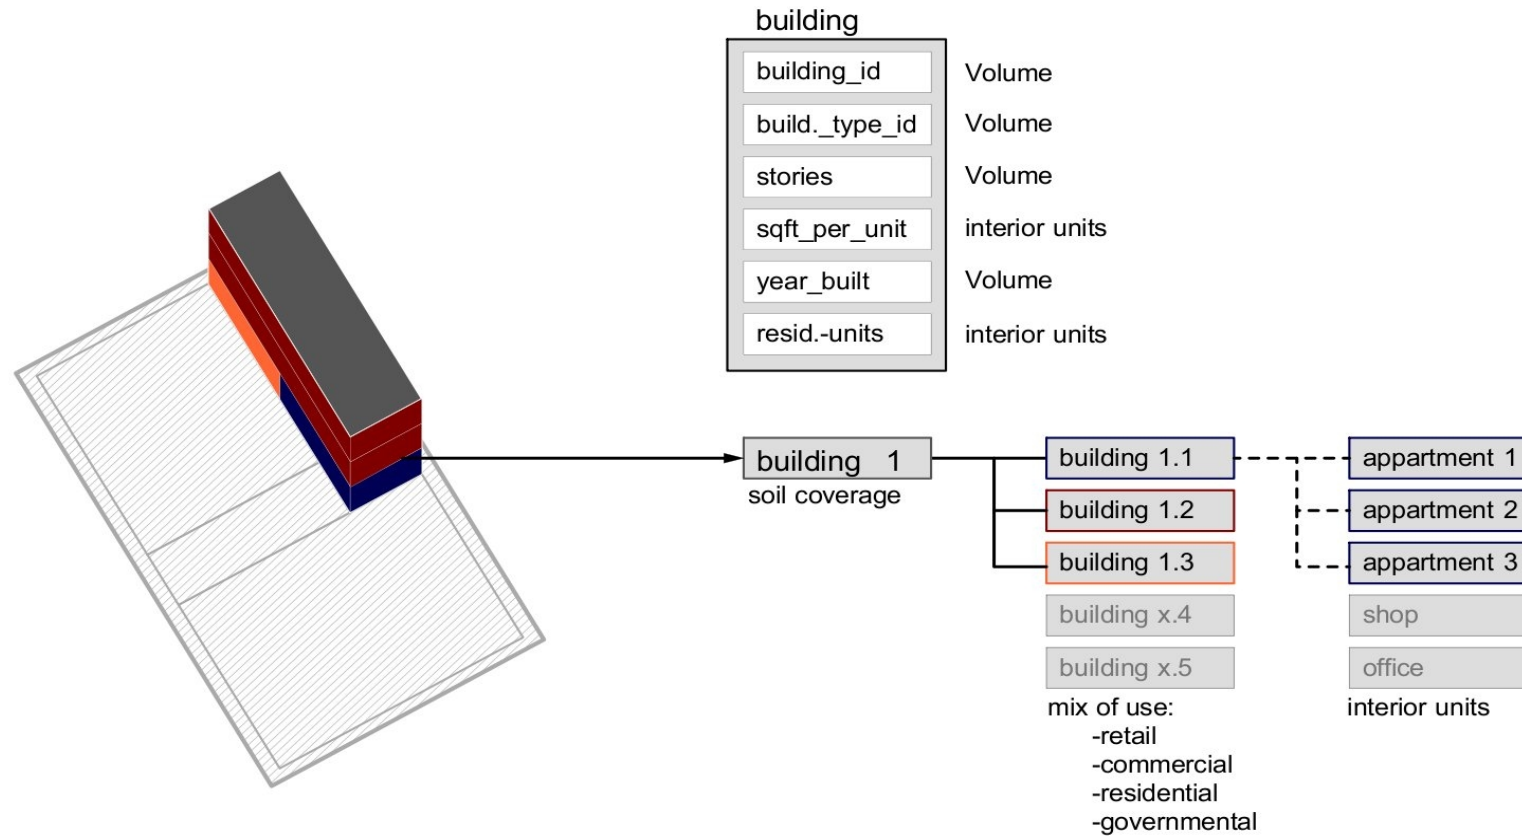 building
building_id Volume
build._type_id Volume
stories Volume
sqft_per_unit interior units
year_built Volume
resid.-units interior units
building 1 building 1.1 appartment 1
soil coverage
building 1.2 appartment 2
building 1.3 appartment 3
building x.4 shop
building x.5 office
mix of use: interior units
-retail
-commercial
-residential
-governmental